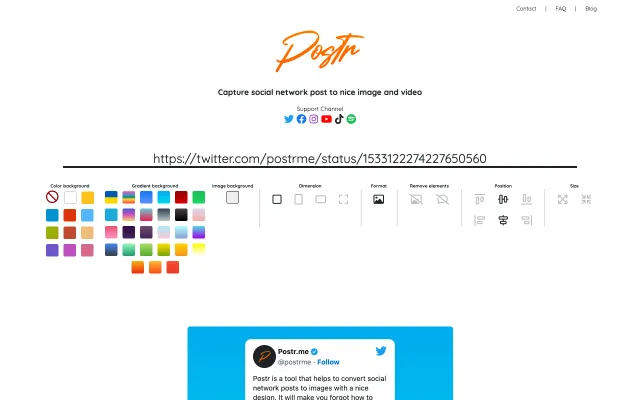 Contact | FAQ | Blog
Postr
Capture social network post to nice image and video
Support Channel
https://twitter.com/postrme/status/1533122274227650560
Color background Gradient background Image background Dimension Format Remove elements Position Size
Postr.me
@postrme · Follow
Postr is a tool that helps to convert social
network posts to images with a nice
design. It will make you forgot how to